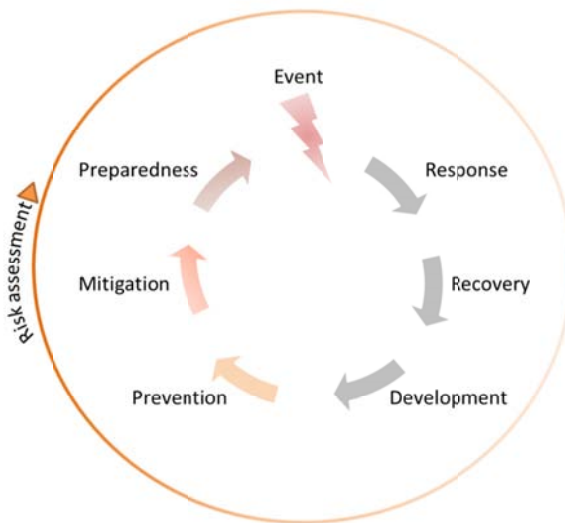 Event
Preparedness
Response
Risk assessment
Mitigation
Recovery
Prevention
Development